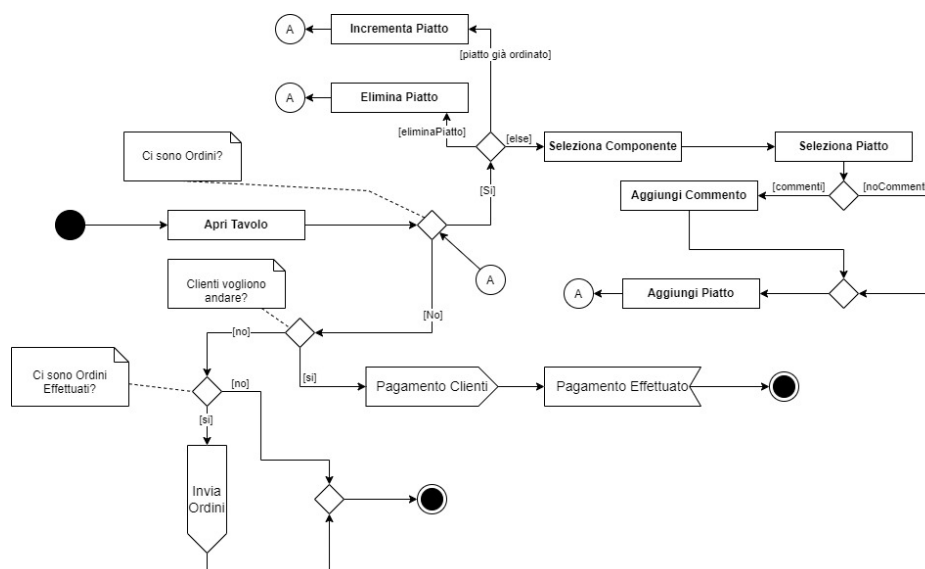 A
Incrementa Piatto
[piatto già ordinato]
A
Elimina Piatto
[eliminaPiatto]
[else]
Seleziona Componente
Seleziona Piatto
Ci sono Ordini?
[Si]
[commenti]
[noComment
Aggiungi Commento
Apri Tavolo
A
Clienti vogliono
andare?
A
Aggiungi Piatto
[No]
[no]
Ci sono Ordini
Effettuati?
[no]
[si]
Pagamento Clienti
Pagamento Effettuato
[si]
Invia
Ordini